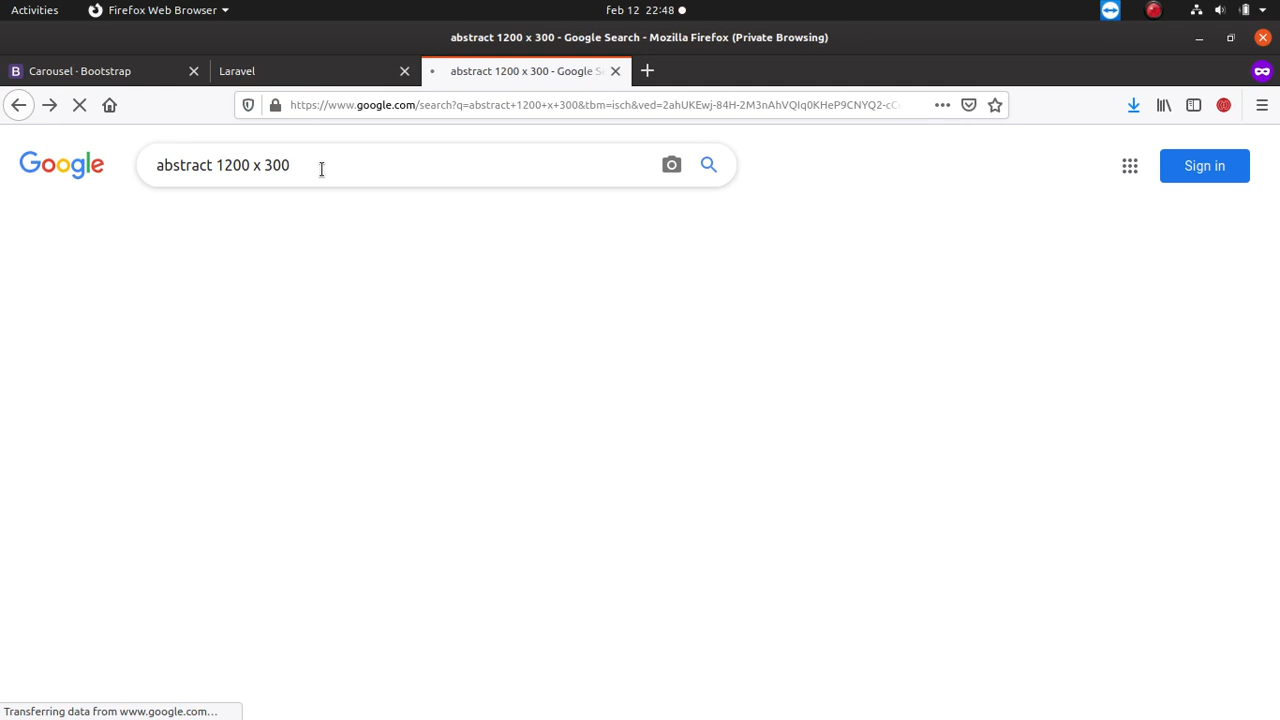 Activities
Firefox Web Browser
feb 12 22:48
abstract 1200 x 300 - Google Search - Mozilla Firefox (Private Browsing)
Carousel · Bootstrap
Laravel
abstract 1200 x 300 - Google S
https://www.google.com/search?q=abstract+1200+x+300&tbm=isch&ved=2ahUKEwj-84H-2M3nAhVQIq0KHeP9CNYQ2-cC
Google
abstract 1200 x 300
Sign in
Transferring data from www.google.com...